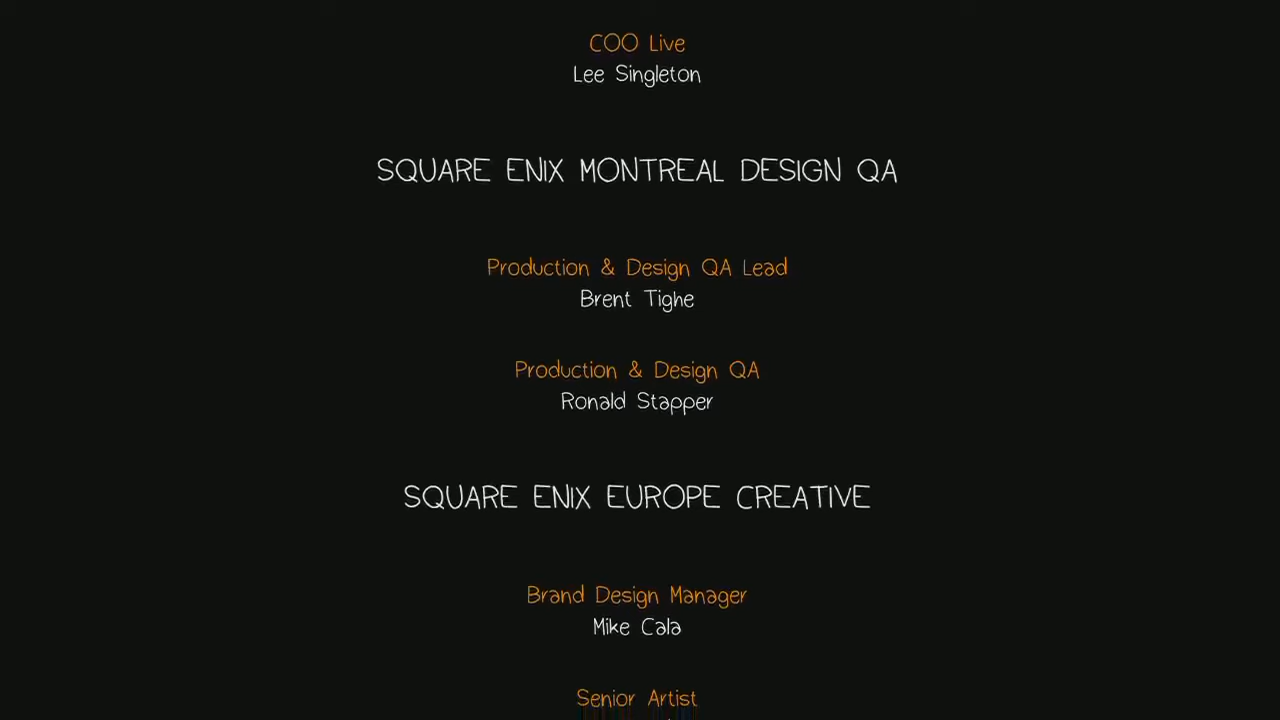 COO Live
Lee Singleton
SQUARE ENIX MONTREAL DESIGN QA
Production & Design QA Lead
Brent Tighe
Production & Design QA
Ronald Stapper
SQUARE ENIX EUROPE CREATIVE
Brand Design Manager
Mike Cala
Senior Artist